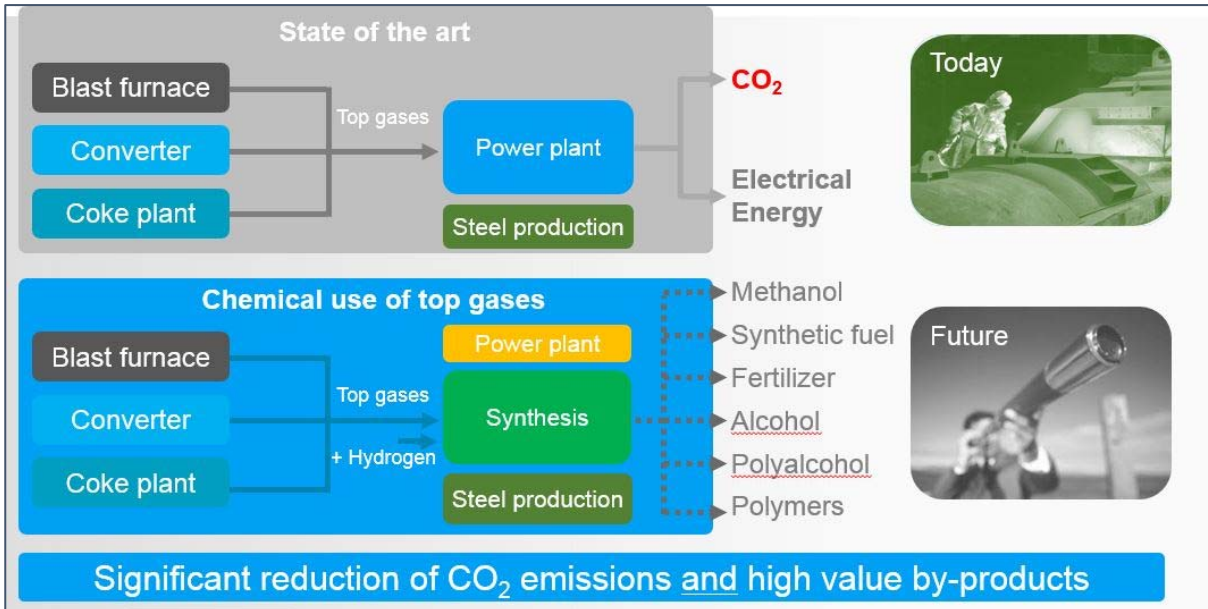 State of the art
Blast furnace
Converter
Coke plant
Top gases
Power plant
Steel production
CO₂
Electrical
Energy
Today
Chemical use of top gases
Blast furnace
Converter
Coke plant
Top gases
+ Hydrogen
Power plant
Synthesis
Steel production
Methanol
Synthetic fuel
Fertilizer
Alcohol
Polyalcohol
Polymers
Future
Significant reduction of CO₂ emissions and high value by-products